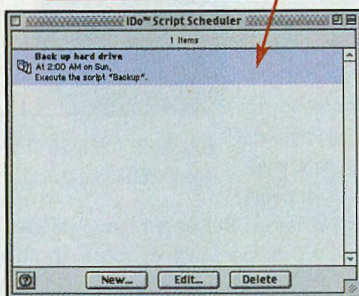 IDo™ Script Scheduler
1 Items
Back up hard drive
At 2:00 AM on Sun,
Execute the script "Backup".
New...
Edit...
Delete